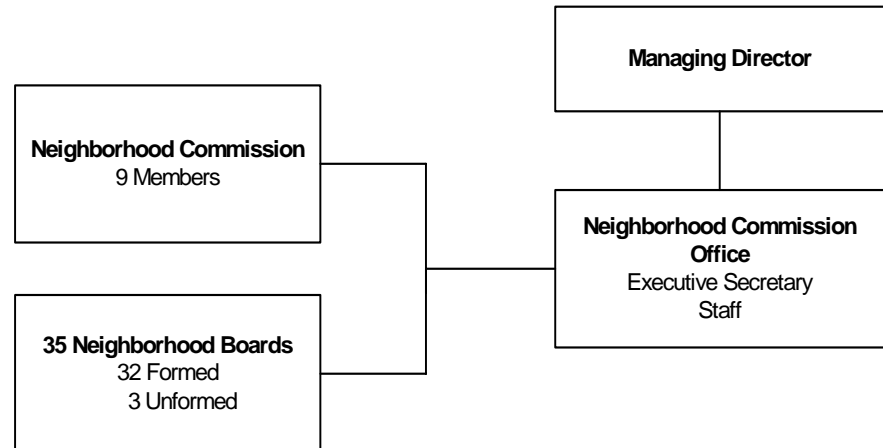 Managing Director
Neighborhood Commission
9 Members
Neighborhood Commission
Office
Executive Secretary
Staff
35 Neighborhood Boards
32 Formed
3 Unformed